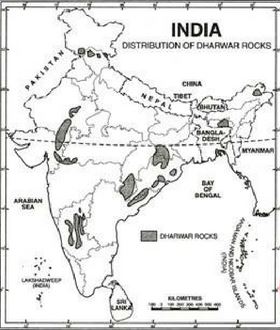 INDIA
DISTRIBUTION OF DHARWAR ROCKS
PAKISTAN
CHINA
TIBET
NEPAL
BHUTAN
BANGLA-
DESH
MYANMAR
ARABIAN
SEA
BAY
OF
BENGAL
DHARWAR ROCKS
ANDAMAN AND NICOBAR ISLANDS
(INDIA)
LAKSHADWEEP
(INDIA)
SRI
LANKA
KILOMETRES